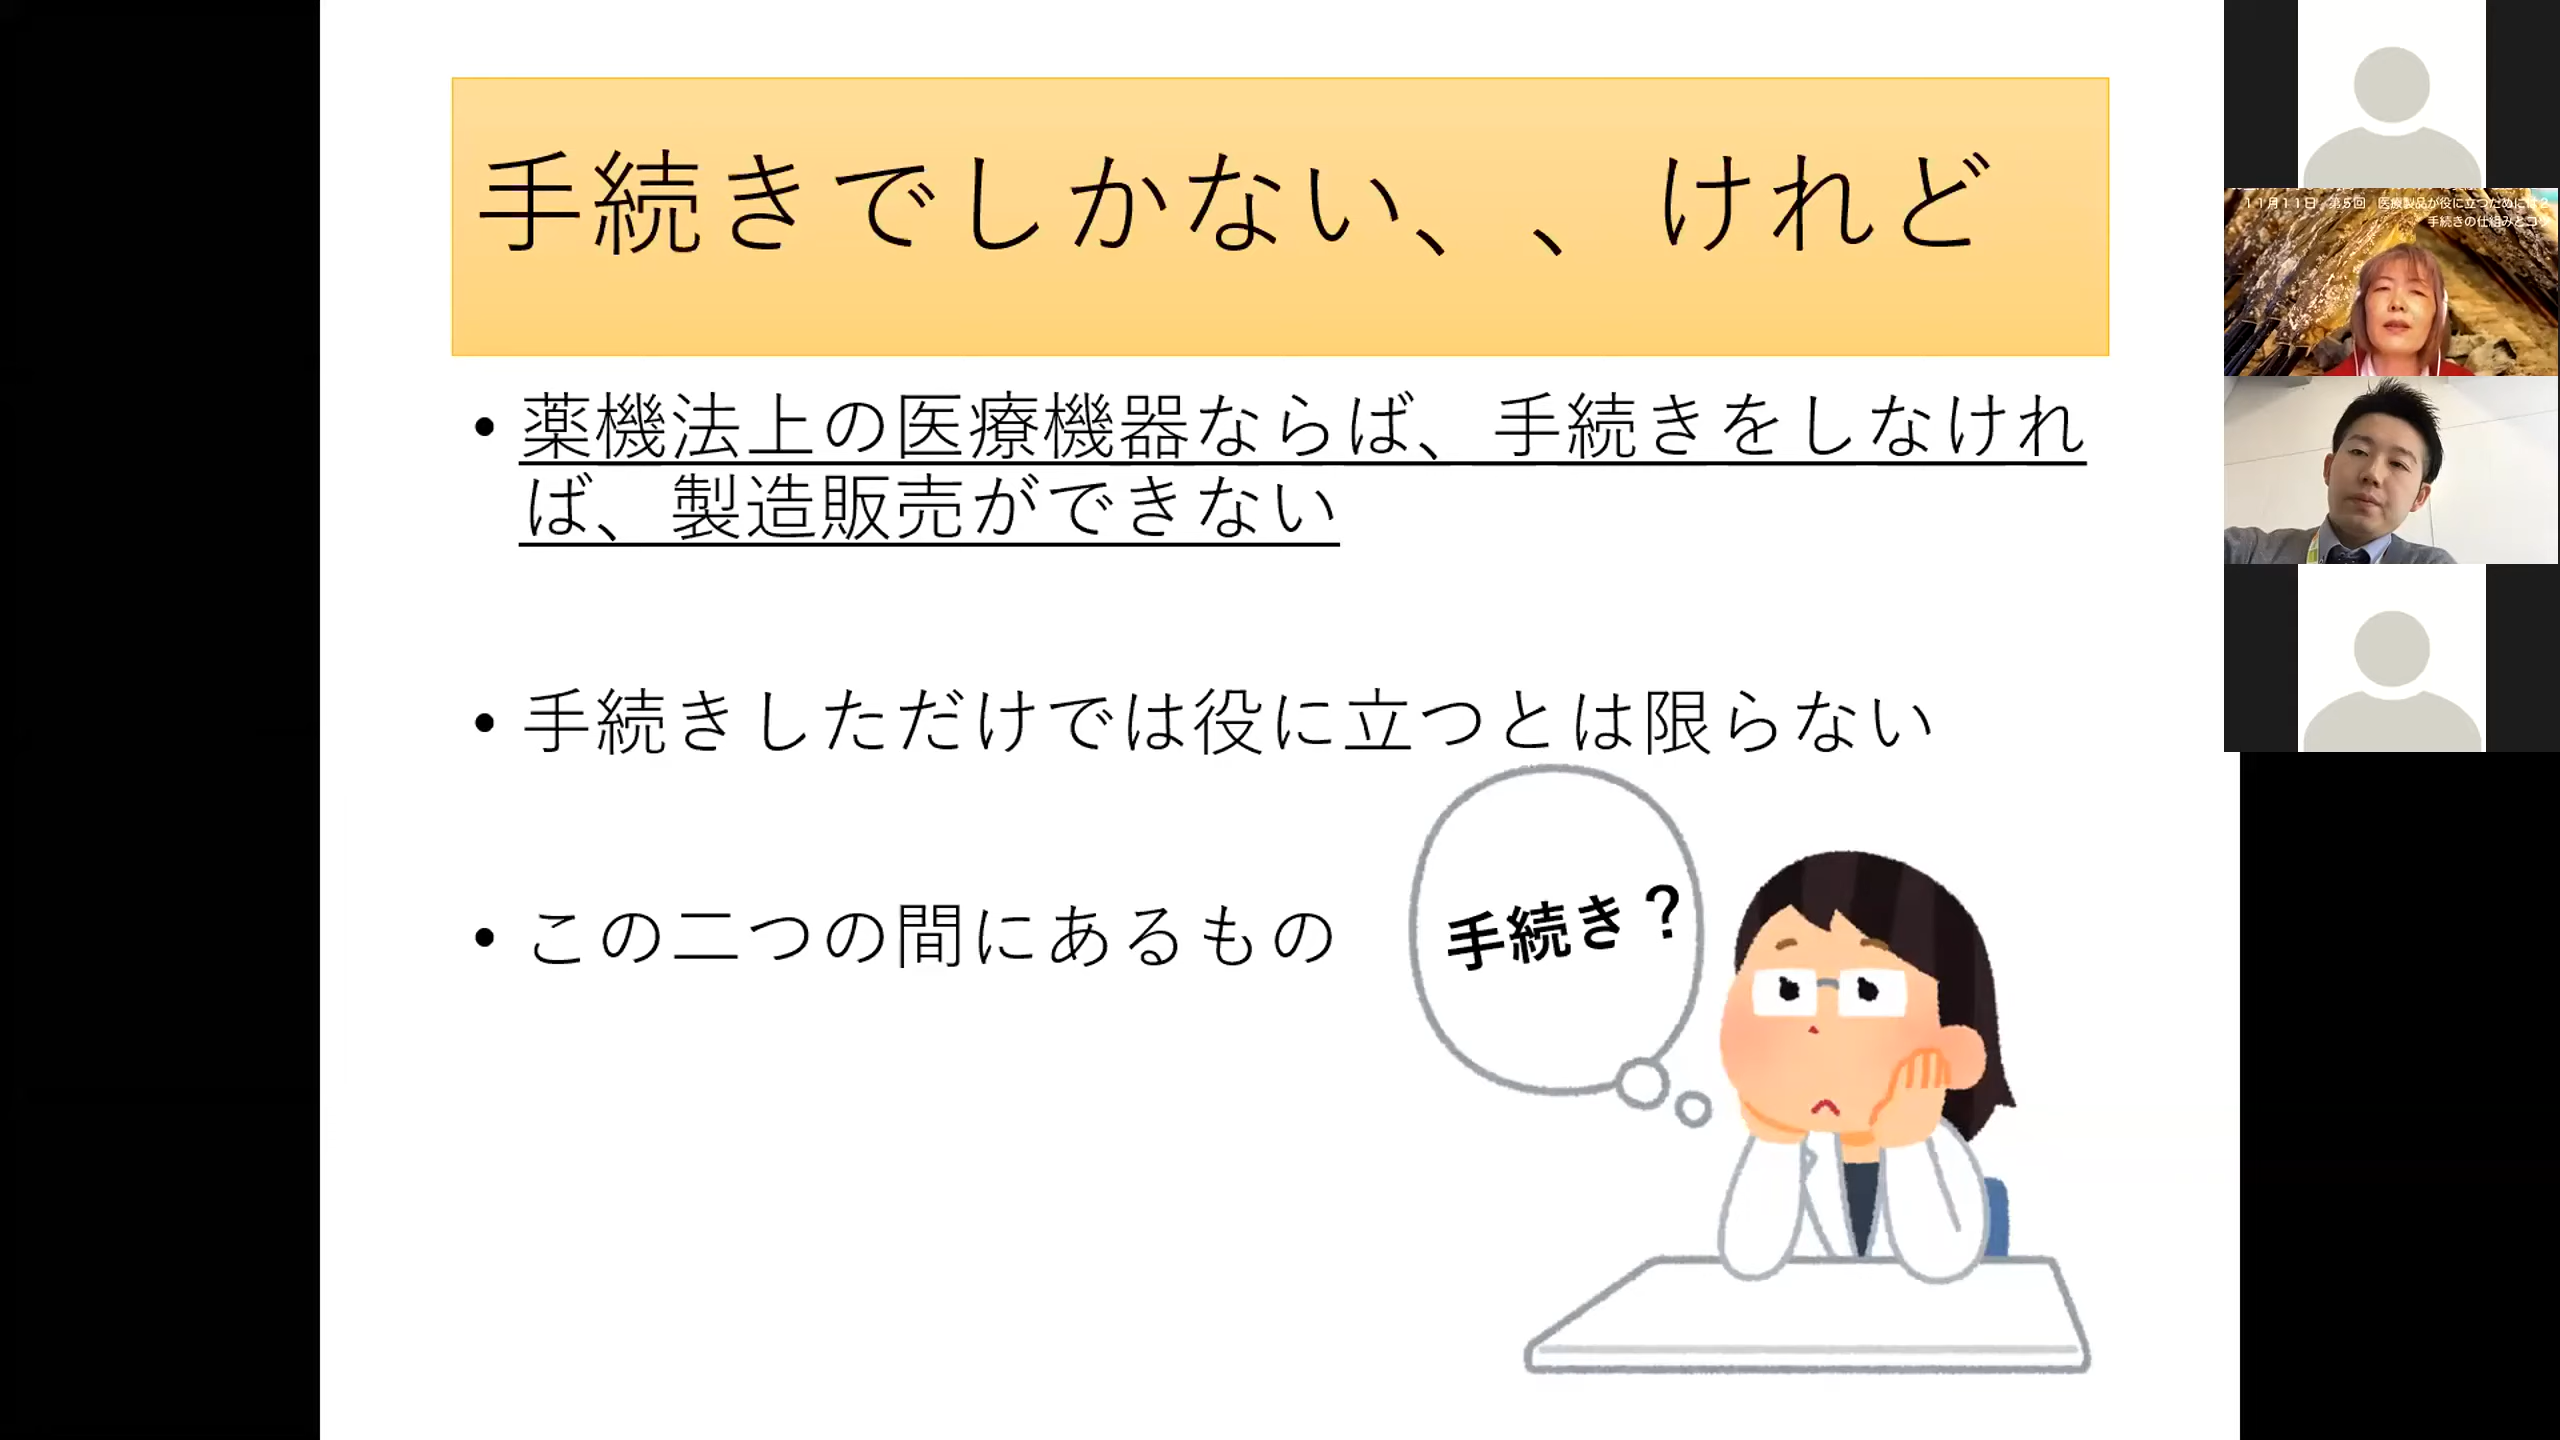 手続きでしかない、、けれど
• 薬機法上の医療機器ならば、手続きをしなけれ
ば、製造販売ができない
• 手続きしただけでは役に立つとは限らない
• この二つの間にあるもの
手続き？
１１月１１日　第５回　医療製品が役に立つためには？
手続きの仕組みとコツ